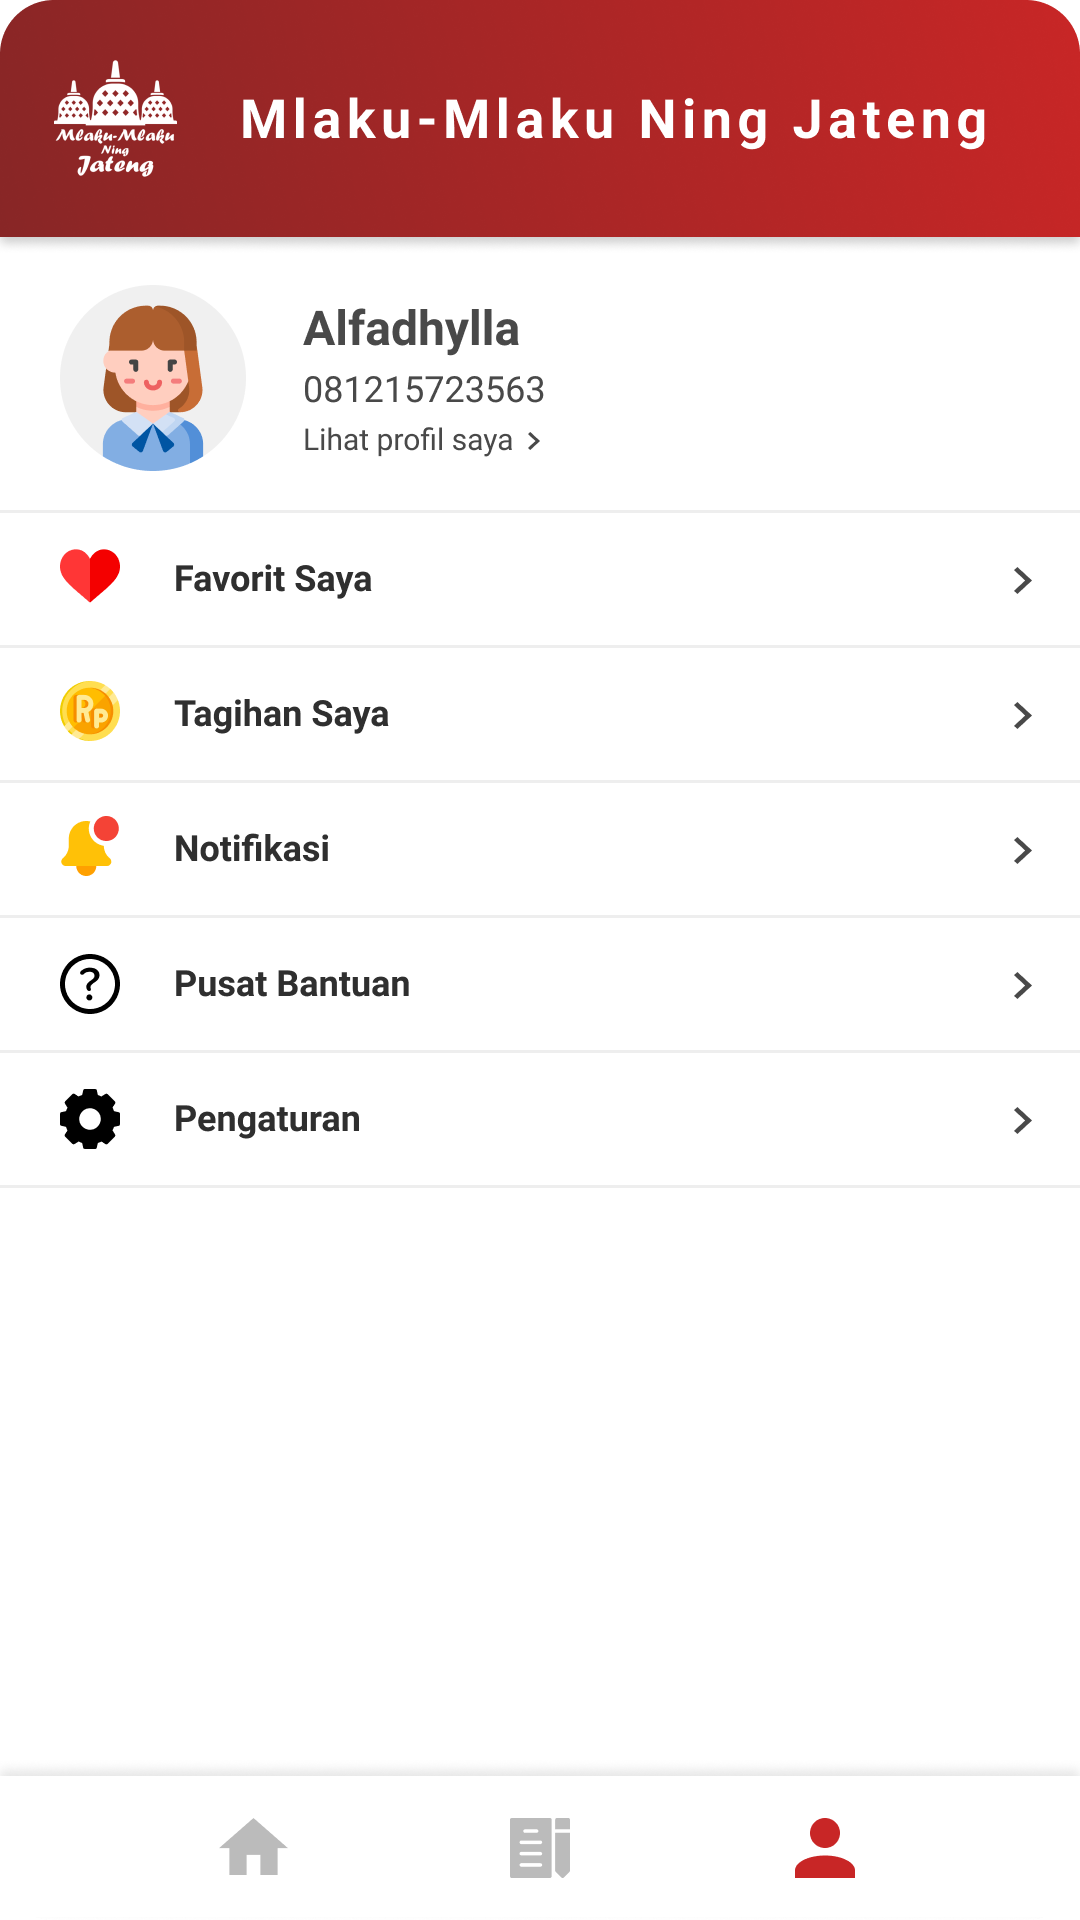 Mlaku-Mlaku
Ning
Jateng
Mlaku-Mlaku Ning Jateng
Alfadhylla
081215723563
Lihat profil saya
Favorit Saya
Rp
Tagihan Saya
Notifikasi
?
Pusat Bantuan
Pengaturan